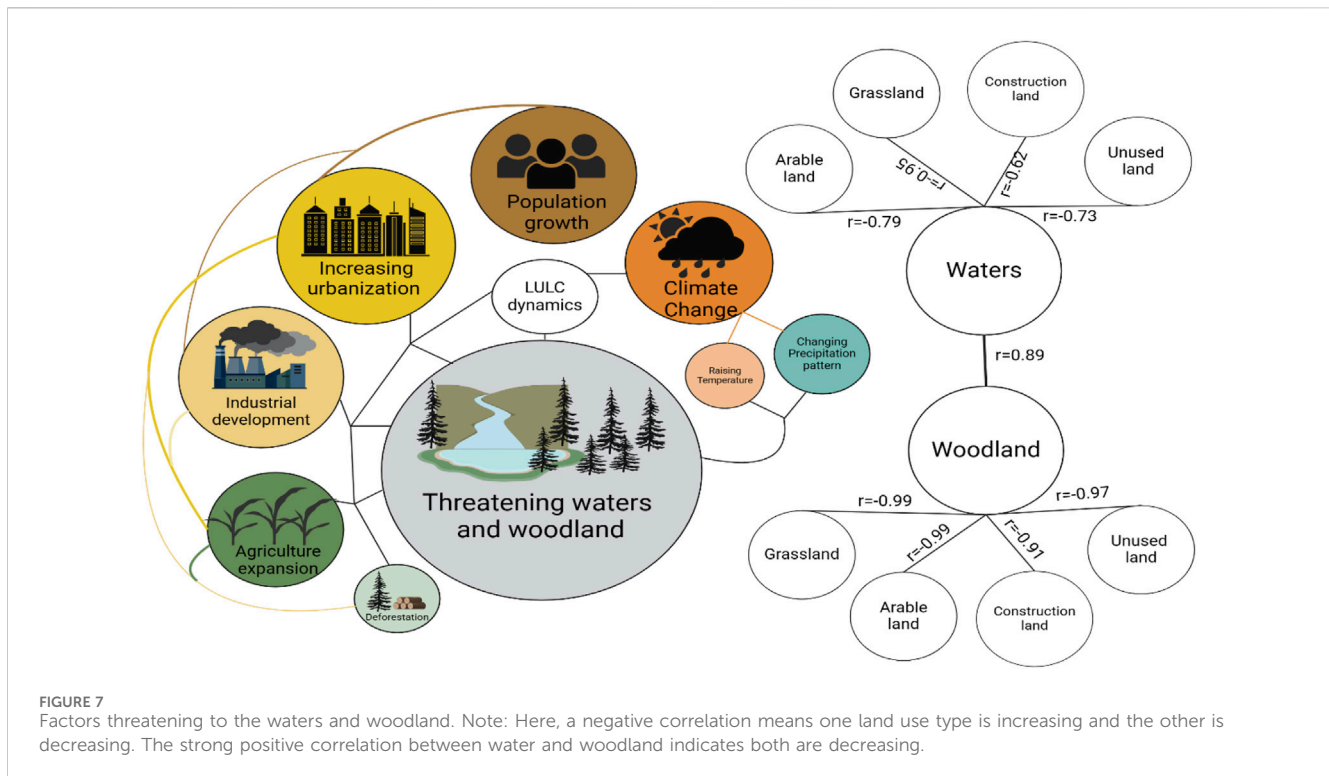 Population
growth
Increasing
urbanization
LULC
dynamics
Climate
Change
Raising
Temperature
Changing
Precipitation
pattern
Industrial
development
Agriculture
expansion
Deforestation
Threatening waters
and woodland
Grassland
Construction
land
Arable
land
Unused
land
r=-0.95
r=-0.62
r=-0.79
r=-0.73
Waters
r=0.89
Woodland
r=-0.99
r=-0.97
r=-0.99
r=-0.91
Grassland
Unused
land
Arable
land
Construction
land
FIGURE 7
Factors threatening to the waters and woodland. Note: Here, a negative correlation means one land use type is increasing and the other is
decreasing. The strong positive correlation between water and woodland indicates both are decreasing.